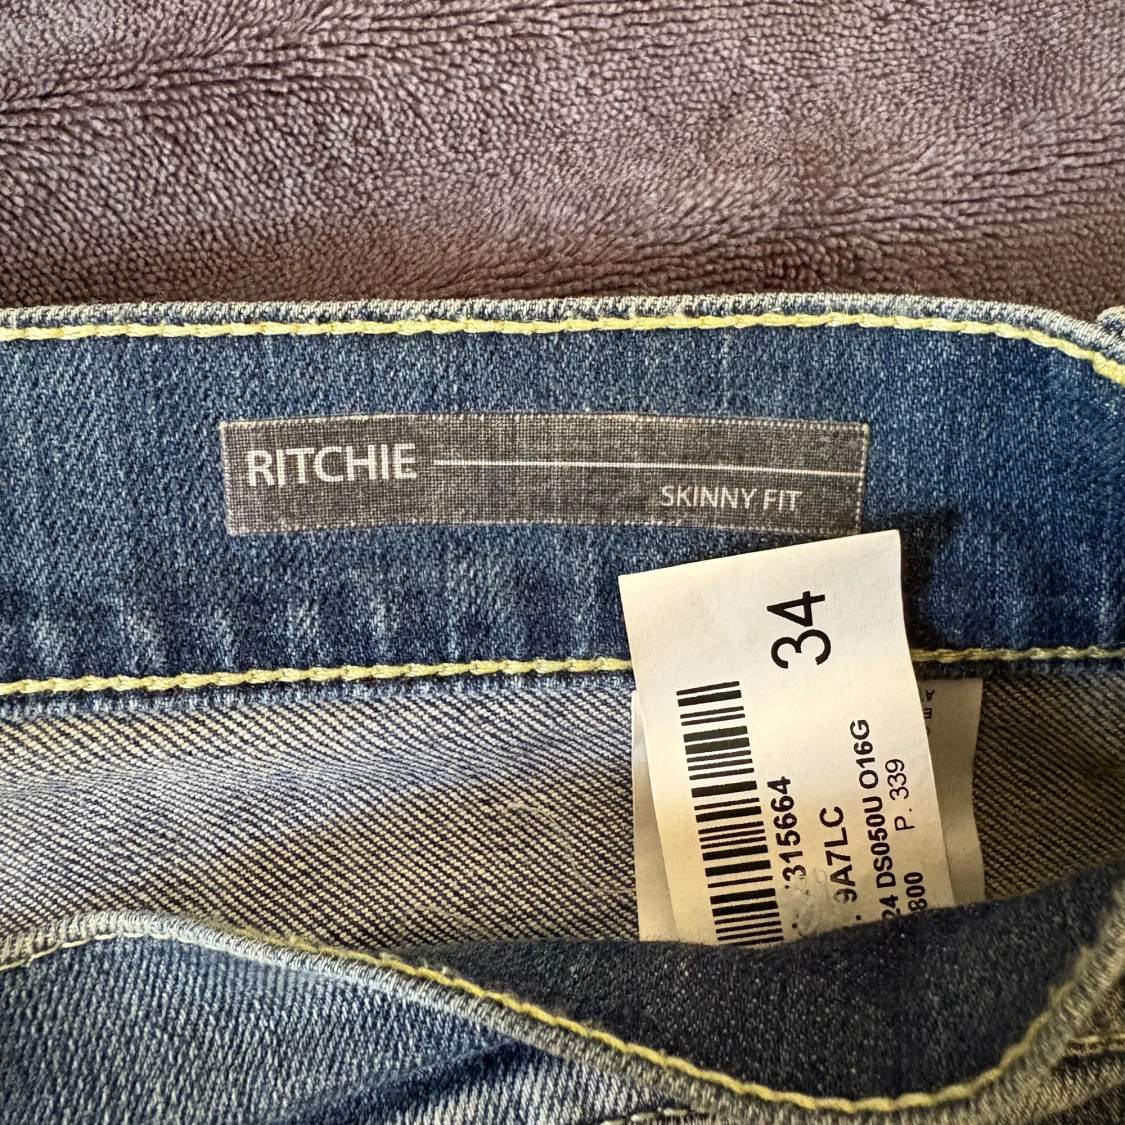 RITCHIE
SKINNY FIT
34
315664
9A7LC
24 DS050U O16G
800 P. 339